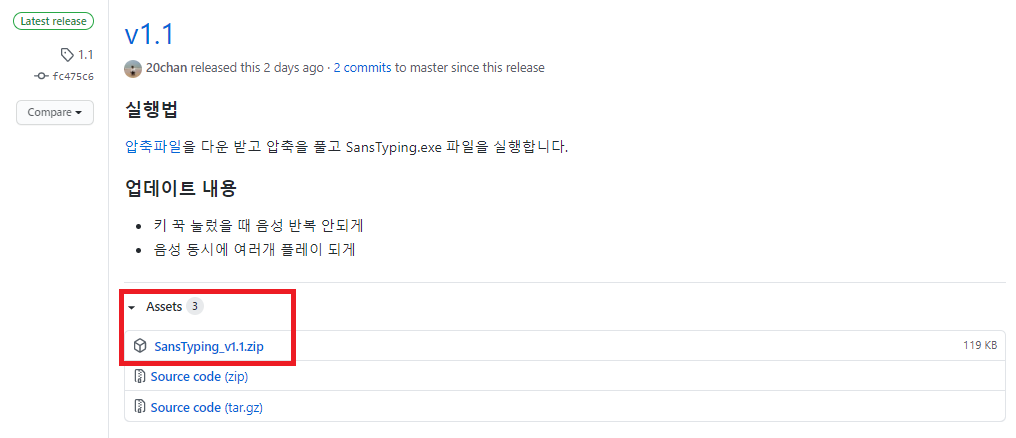 Latest release
1.1
fc475c6
Compare
v1.1
20chan released this 2 days ago · 2 commits to master since this release
실행법
압축파일을 다운 받고 압축을 풀고 SansTyping.exe 파일을 실행합니다.
업데이트 내용
키 꾹 눌렀을 때 음성 반복 안되게
음성 동시에 여러개 플레이 되게
Assets 3
SansTyping_v1.1.zip 119 KB
Source code (zip)
Source code (tar.gz)